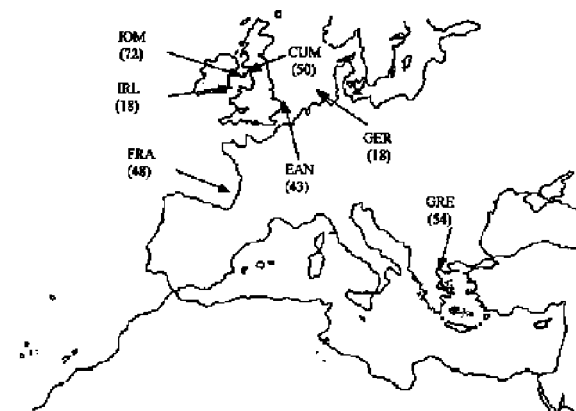 IOM
(72)
CUM
(50)
IRL
(18)
GER
(18)
FRA
(48)
EAN
(43)
GRE
(54)